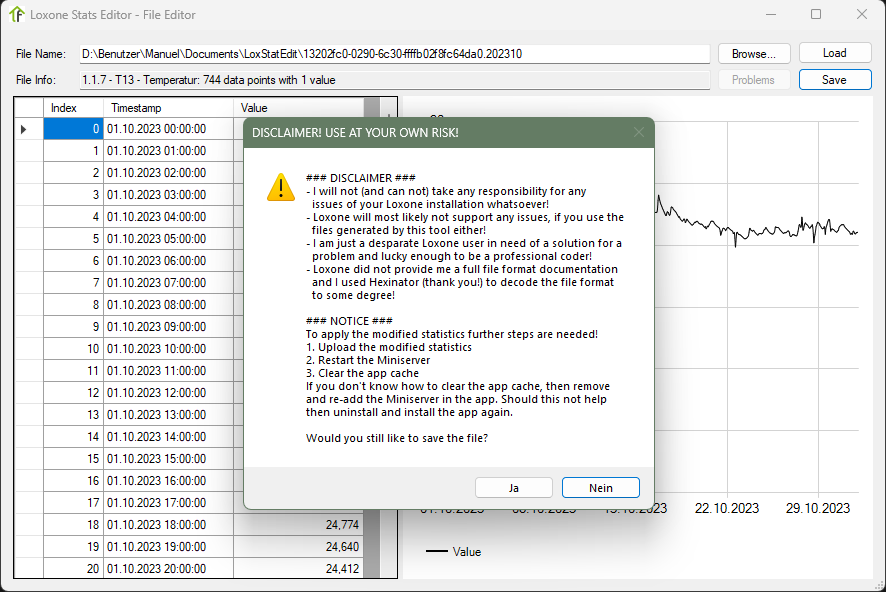 Loxone Stats Editor - File Editor
File Name: D:\Benutzer\Manuel\Documents\LoxStatEdit\13202fc0-0290-6c30-ffffb02f8fc64da0.202310 Browse... Load
File Info: 1.1.7 - T13 - Temperatur: 744 data points with 1 value Problems Save
Index Timestamp Value
0 01.10.2023 00:00:00
1 01.10.2023 01:00:00
2 01.10.2023 02:00:00
3 01.10.2023 03:00:00
4 01.10.2023 04:00:00
5 01.10.2023 05:00:00
6 01.10.2023 06:00:00
7 01.10.2023 07:00:00
8 01.10.2023 08:00:00
9 01.10.2023 09:00:00
10 01.10.2023 10:00:00
11 01.10.2023 11:00:00
12 01.10.2023 12:00:00
13 01.10.2023 13:00:00
14 01.10.2023 14:00:00
15 01.10.2023 15:00:00
16 01.10.2023 16:00:00
17 01.10.2023 17:00:00
18 01.10.2023 18:00:00 24,774
19 01.10.2023 19:00:00 24,640
20 01.10.2023 20:00:00 24,412
DISCLAIMER! USE AT YOUR OWN RISK!
### DISCLAIMER ###
- I will not (and can not) take any responsibility for any
issues of your Loxone installation whatsoever!
- Loxone will most likely not support any issues, if you use the
files generated by this tool either!
- I am just a desparate Loxone user in need of a solution for a
problem and lucky enough to be a professional coder!
- Loxone did not provide me a full file format documentation
and I used Hexinator (thank you!) to decode the file format
to some degree!
### NOTICE ###
To apply the modified statistics further steps are needed!
1. Upload the modified statistics
2. Restart the Miniserver
3. Clear the app cache
If you don't know how to clear the app cache, then remove
and re-add the Miniserver in the app. Should this not help
then uninstall and install the app again.
Would you still like to save the file?
Ja Nein
22.10.2023 29.10.2023
Value